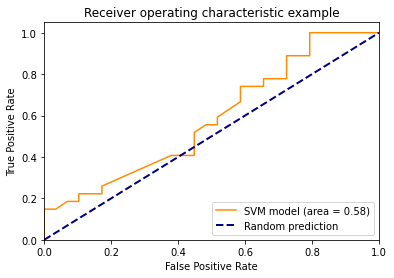 Receiver operating characteristic example
True Positive Rate
1.0
0.8
0.6
0.4
0.2
0.0
SVM model (area = 0.58)
Random prediction
0.0 0.2 0.4 0.6 0.8 1.0
False Positive Rate